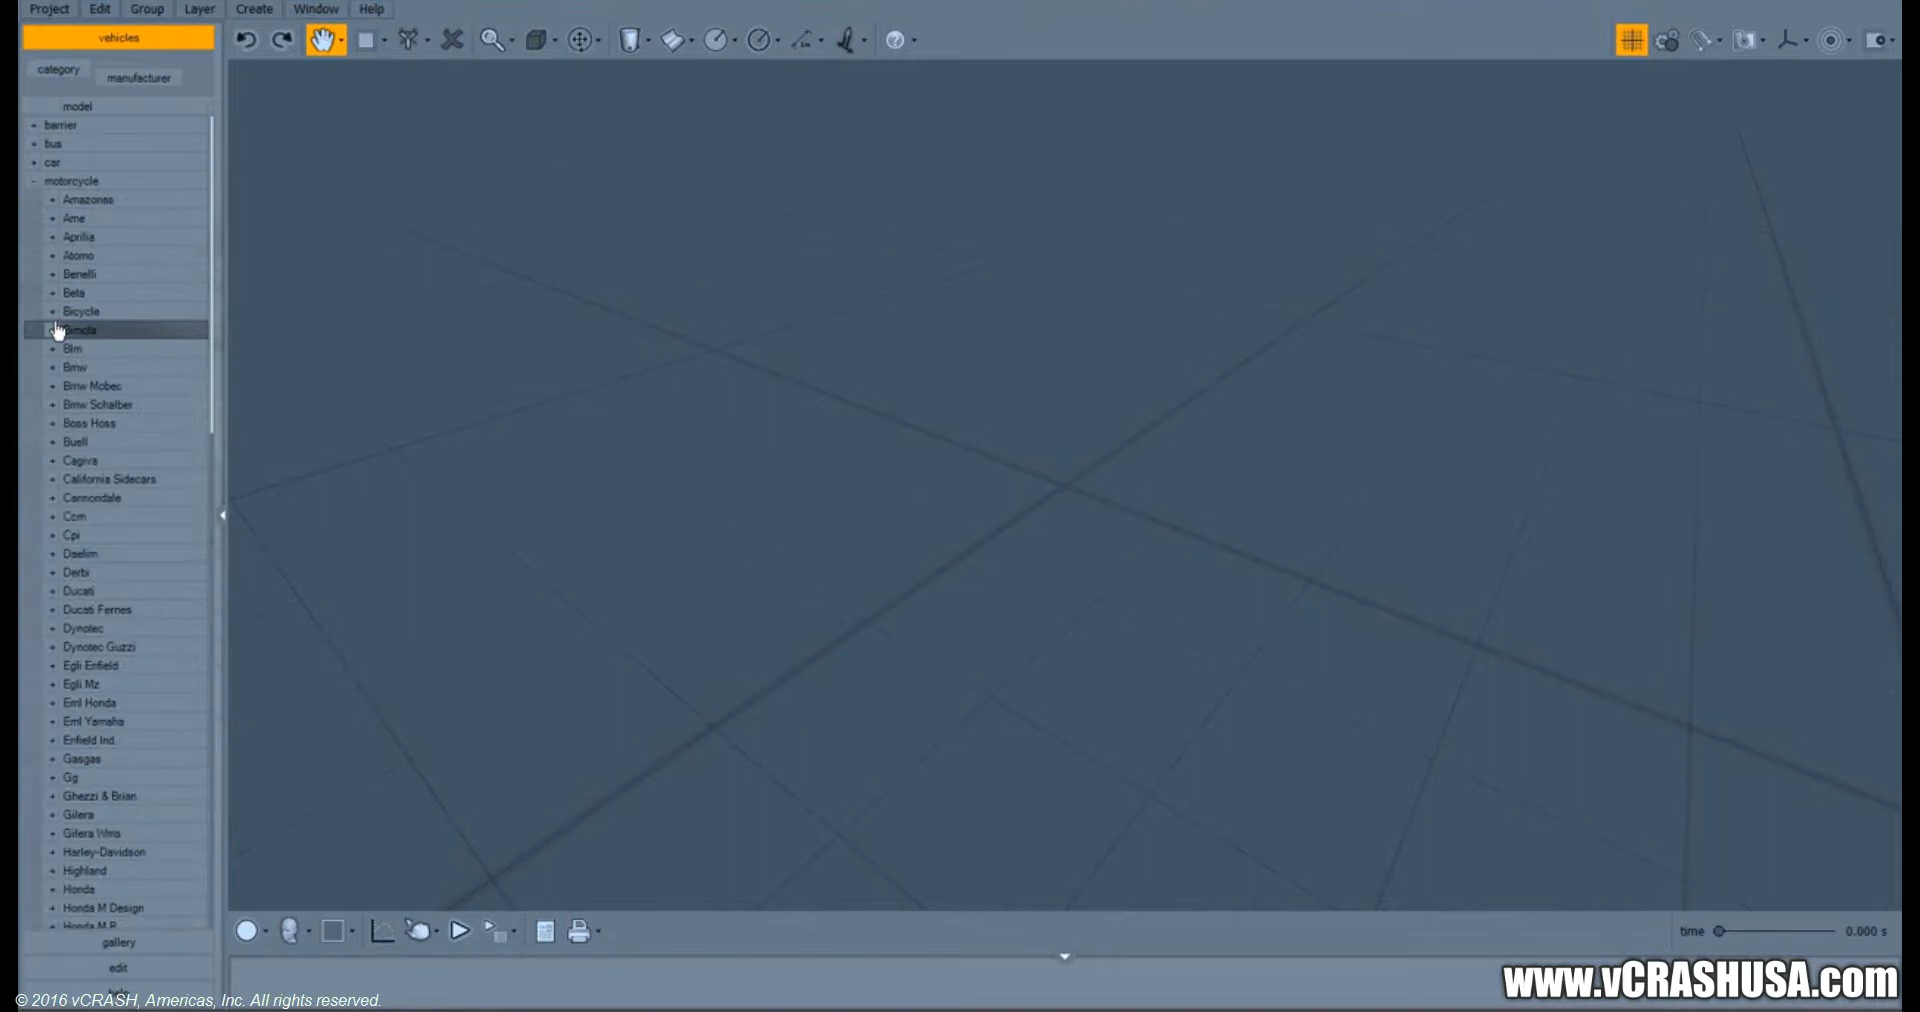 Project Edit Group Layer Create Window Help
vehicles
category manufacturer
model
+ barrier
+ bus
+ car
- motorcycle
+ Amazonas
+ Ame
+ Aprilia
+ Atomo
+ Benelli
+ Beta
+ Bicycle
Bimota
+ Blm
+ Bmw
+ Bmw Mobec
+ Bmw Schalber
+ Boss Hoss
+ Buell
+ Cagiva
+ California Sidecars
+ Cannondale
+ Ccm
+ Cpi
+ Daelim
+ Derbi
+ Ducati
+ Ducati Fernes
+ Dynotec
+ Dynotec Guzzi
+ Egli Enfield
+ Egli Mz
+ Eml Honda
+ Eml Yamaha
+ Enfield Ind.
+ Gasgas
+ Gg
+ Ghezzi & Brian
+ Gilera
+ Gilera Wms
+ Harley-Davidson
+ Highland
+ Honda
+ Honda M Design
+ Honda M R
gallery
edit
help
time 0.000 s
© 2016 vCRASH, Americas, Inc. All rights reserved.
www.vCRASHUSA.com